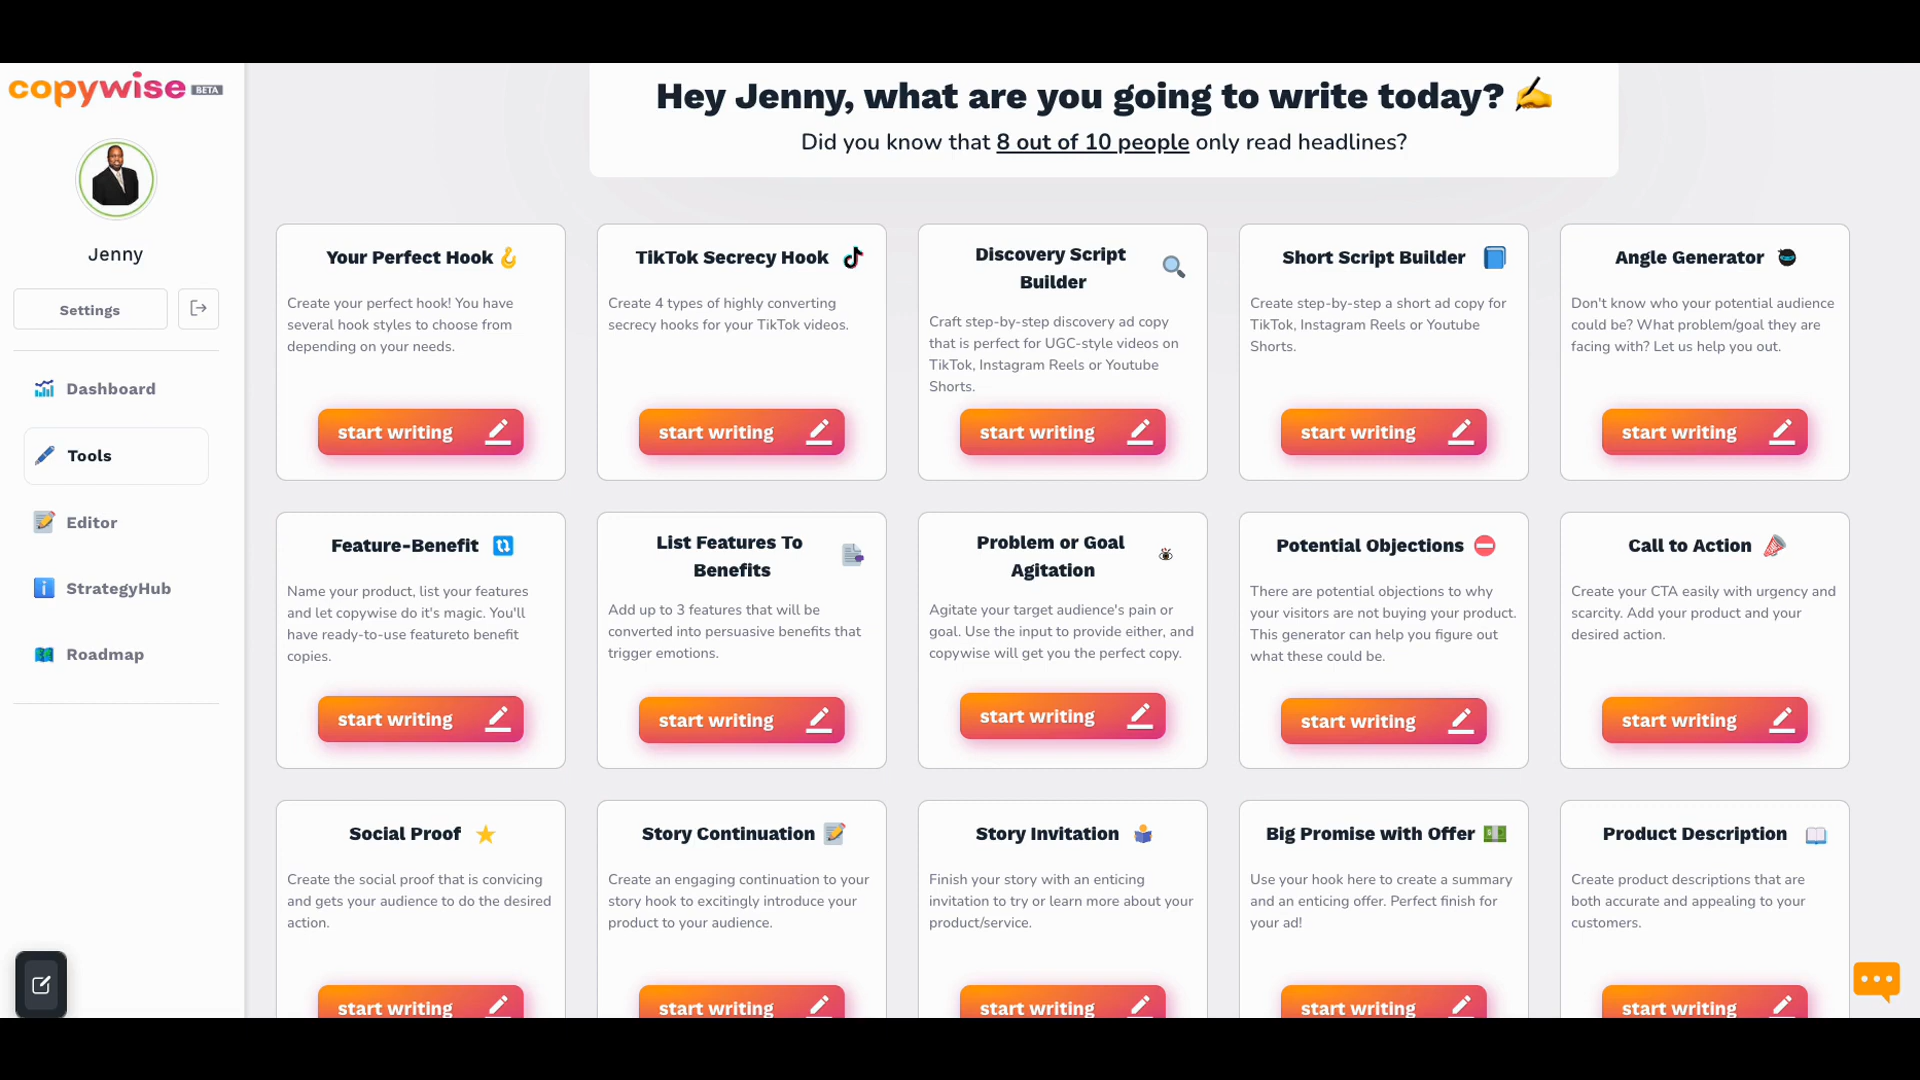 copywise BETA
Jenny
Settings
Dashboard
Tools
Editor
StrategyHub
Roadmap
Hey Jenny, what are you going to write today?
Did you know that 8 out of 10 people only read headlines?
Your Perfect Hook
Create your perfect hook! You have
several hook styles to choose from
depending on your needs.
start writing
TikTok Secrecy Hook
Create 4 types of highly converting
secrecy hooks for your TikTok videos.
start writing
Discovery Script
Builder
Craft step-by-step discovery ad copy
that is perfect for UGC-style videos on
TikTok, Instagram Reels or Youtube
Shorts.
start writing
Short Script Builder
Create step-by-step a short ad copy for
TikTok, Instagram Reels or Youtube
Shorts.
start writing
Angle Generator
Don't know who your potential audience
could be? What problem/goal they are
facing with? Let us help you out.
start writing
Feature-Benefit
Name your product, list your features
and let copywise do it's magic. You'll
have ready-to-use featureto benefit
copies.
start writing
List Features To
Benefits
Add up to 3 features that will be
converted into persuasive benefits that
trigger emotions.
start writing
Problem or Goal
Agitation
Agitate your target audience's pain or
goal. Use the input to provide either, and
copywise will get you the perfect copy.
start writing
Potential Objections
There are potential objections to why
your visitors are not buying your product.
This generator can help you figure out
what these could be.
start writing
Call to Action
Create your CTA easily with urgency and
scarcity. Add your product and your
desired action.
start writing
Social Proof
Create the social proof that is convicing
and gets your audience to do the desired
action.
start writing
Story Continuation
Create an engaging continuation to your
story hook to excitingly introduce your
product to your audience.
start writing
Story Invitation
Finish your story with an enticing
invitation to try or learn more about your
product/service.
start writing
Big Promise with Offer
Use your hook here to create a summary
and an enticing offer. Perfect finish for
your ad!
start writing
Product Description
Create product descriptions that are
both accurate and appealing to your
customers.
start writing